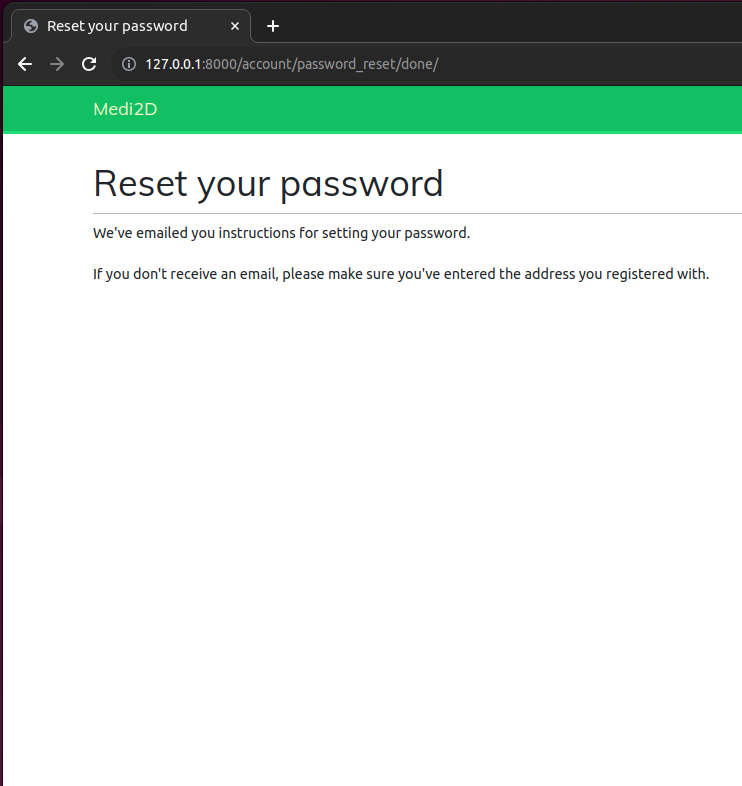 Reset your password
127.0.0.1:8000/account/password_reset/done/
Medi2D
Reset your password
We've emailed you instructions for setting your password.
If you don't receive an email, please make sure you've entered the address you registered with.